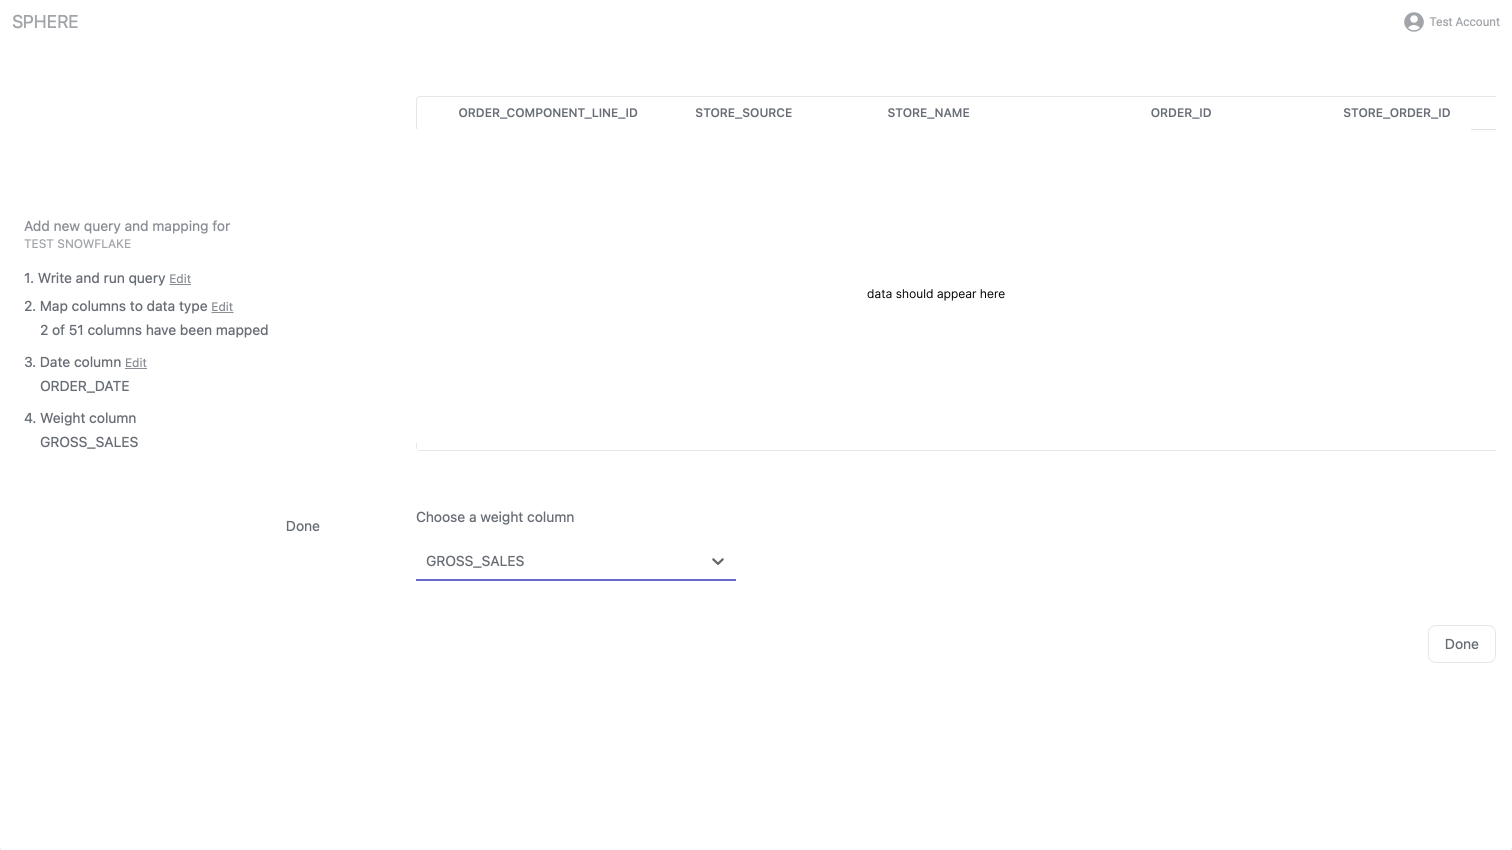 SPHERE
Test Account
ORDER_COMPONENT_LINE_ID STORE_SOURCE STORE_NAME ORDER_ID STORE_ORDER_ID
data should appear here
Add new query and mapping for
TEST SNOWFLAKE
1. Write and run query Edit
2. Map columns to data type Edit
2 of 51 columns have been mapped
3. Date column Edit
ORDER_DATE
4. Weight column
GROSS_SALES
Done
Choose a weight column
GROSS_SALES
Done